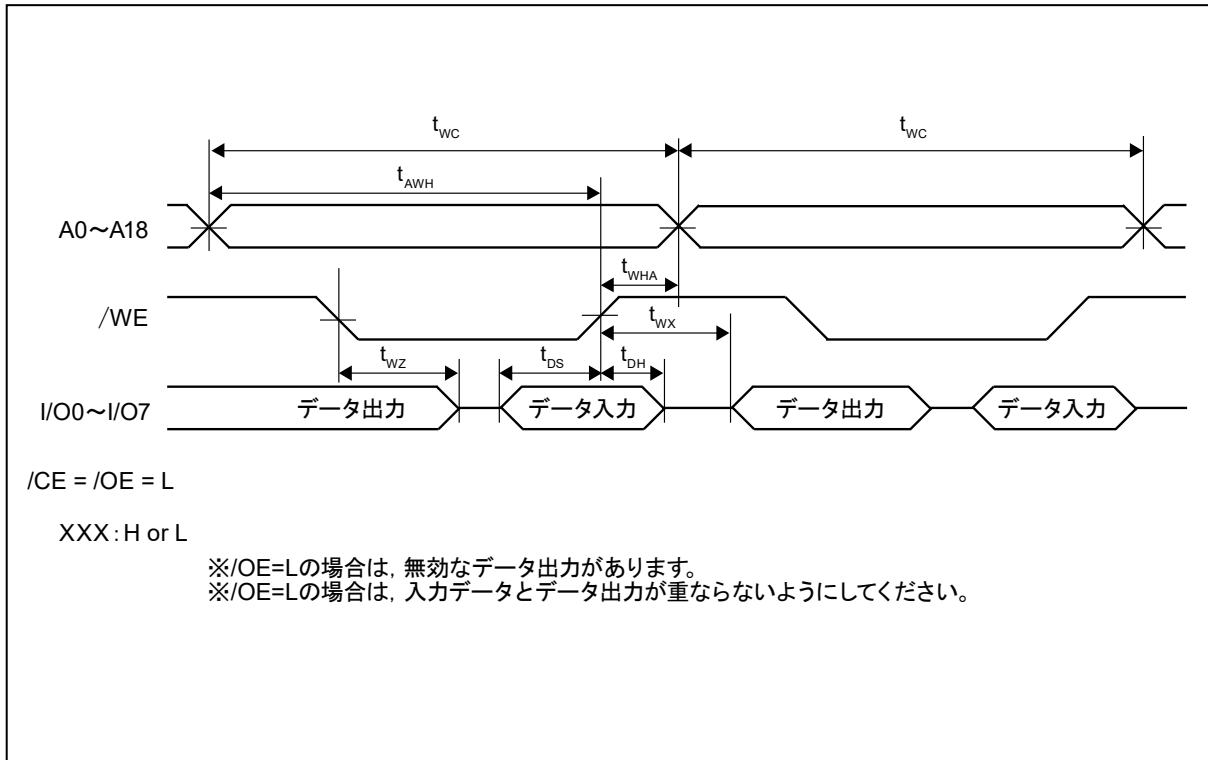 tWC tWC
tAWH
A0～A18
tWHA
/WE
tWX
tWZ tDS tDH
I/O0～I/O7 データ出力 データ入力 データ出力 データ入力
/CE = /OE = L
XXX：H or L
※/OE=Lの場合は，無効なデータ出力があります。
※/OE=Lの場合は，入力データとデータ出力が重ならないようにしてください。